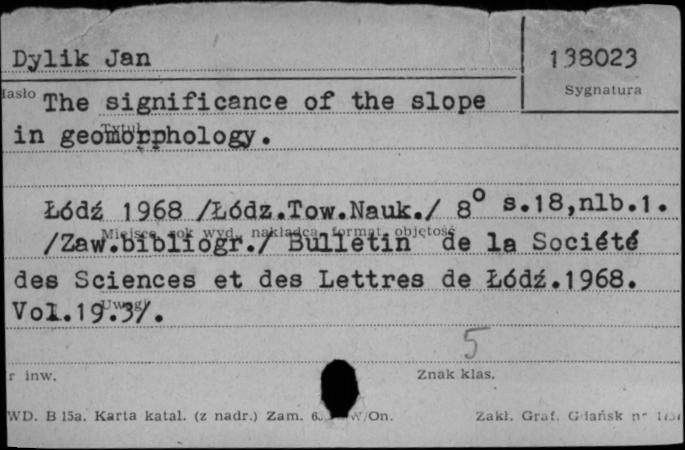 Dylik Jan 138023
Hasło Sygnatura
The significance of the slope
Tytuł
in geomorphology.
Łódź 1968 /Łódz.Tow.Nauk./ 8° s.18,nlb.1.
Miejsce, rok wyd., nakładca, format, objętość
/Zaw.bibliogr./ Bulletin de la Société
des Sciences et des Lettres de Łódź.1968.
Uwagi
Vol.19.3/.
5
r inw. Znak klas.
WD. B 15a. Karta katal. (z nadr.) Zam. W/On. Zakł. Graf. Gdańsk nr